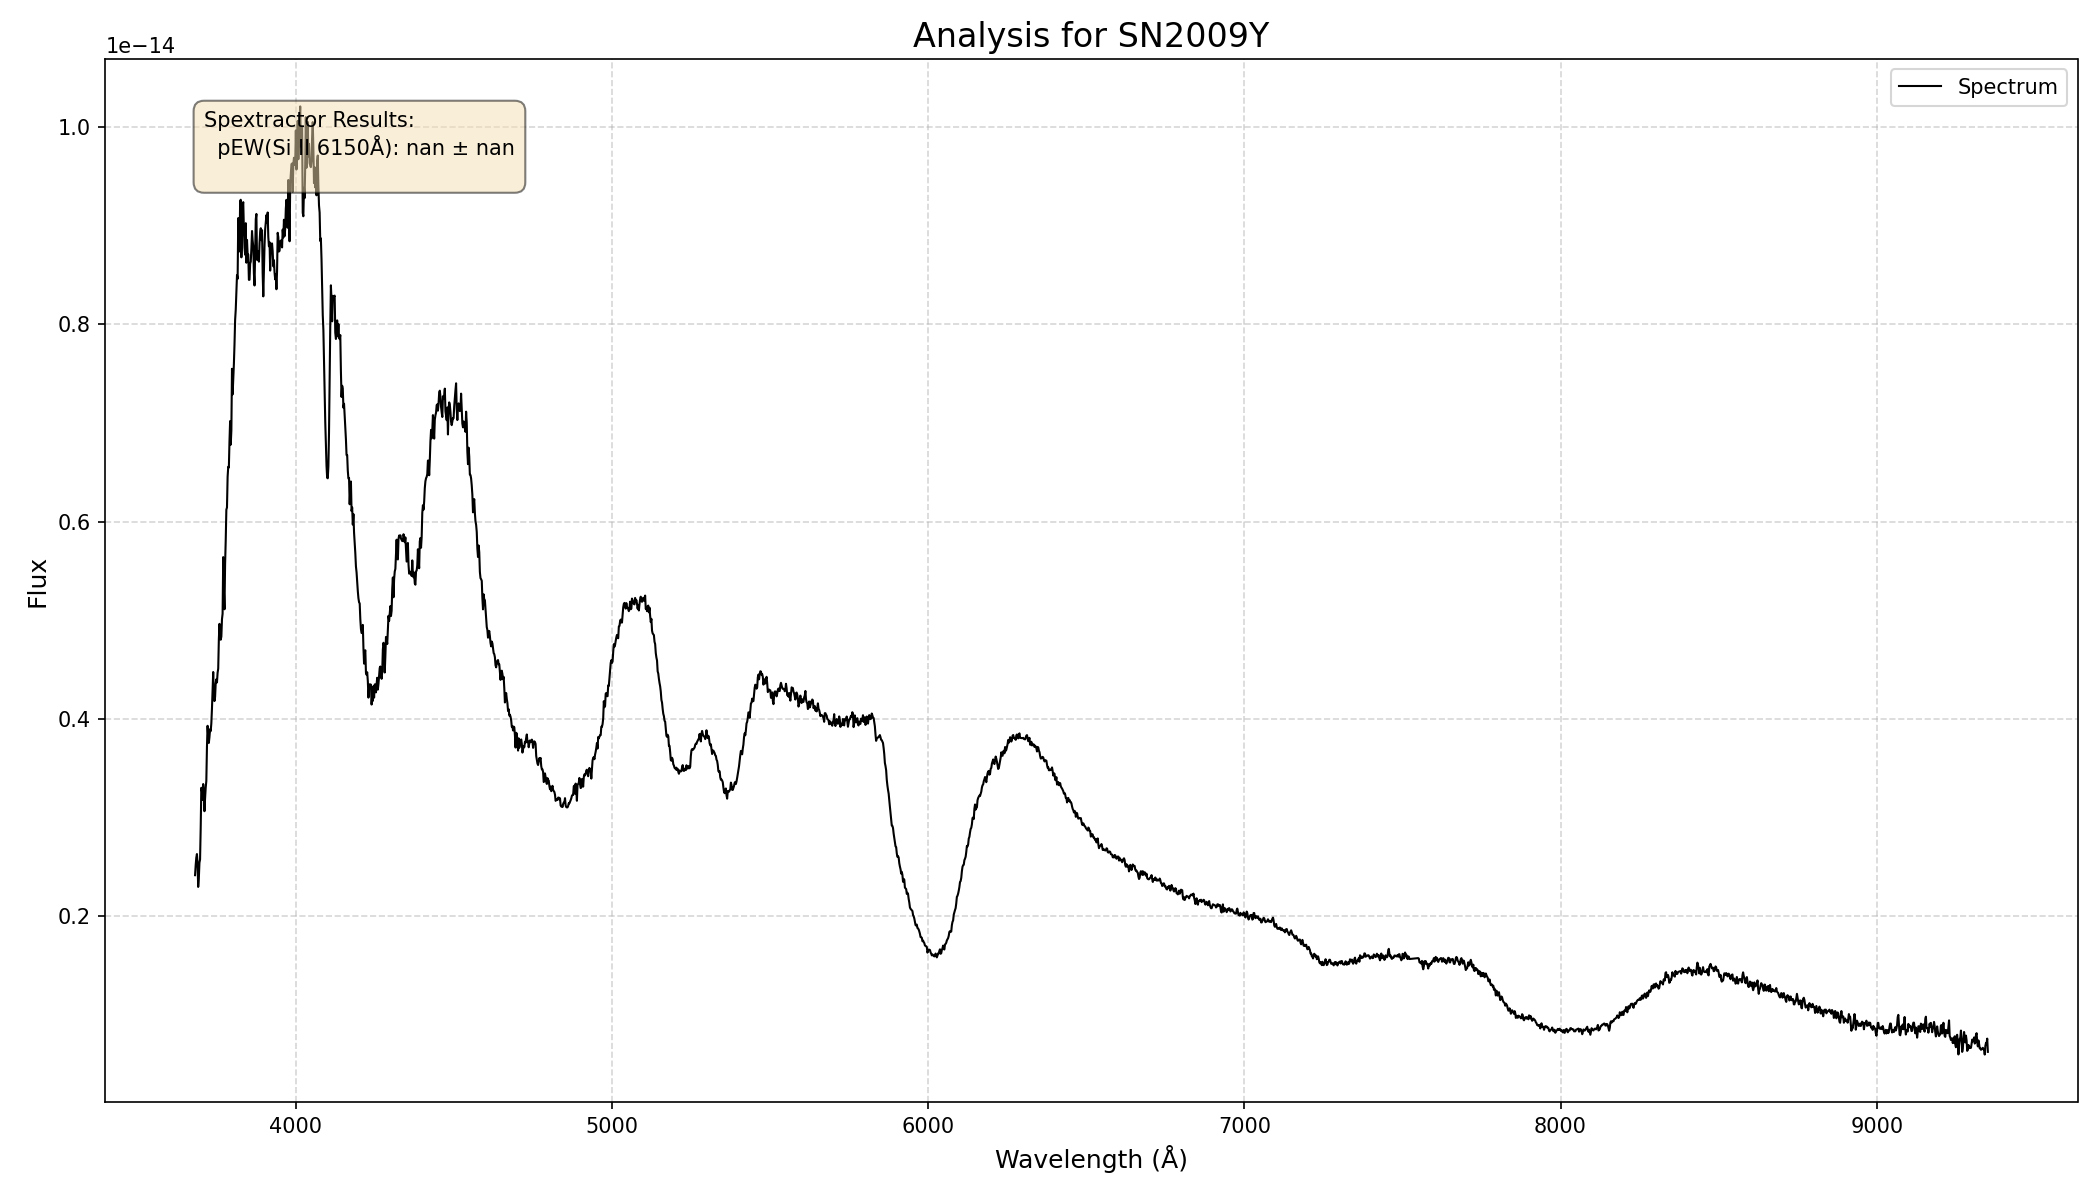 Analysis for SN2009Y
1e−14
Spectrum
Spextractor Results:
pEW(Si II 6150Å): nan ± nan
1.0
0.8
0.6
0.4
0.2
Flux
4000 5000 6000 7000 8000 9000
Wavelength (Å)